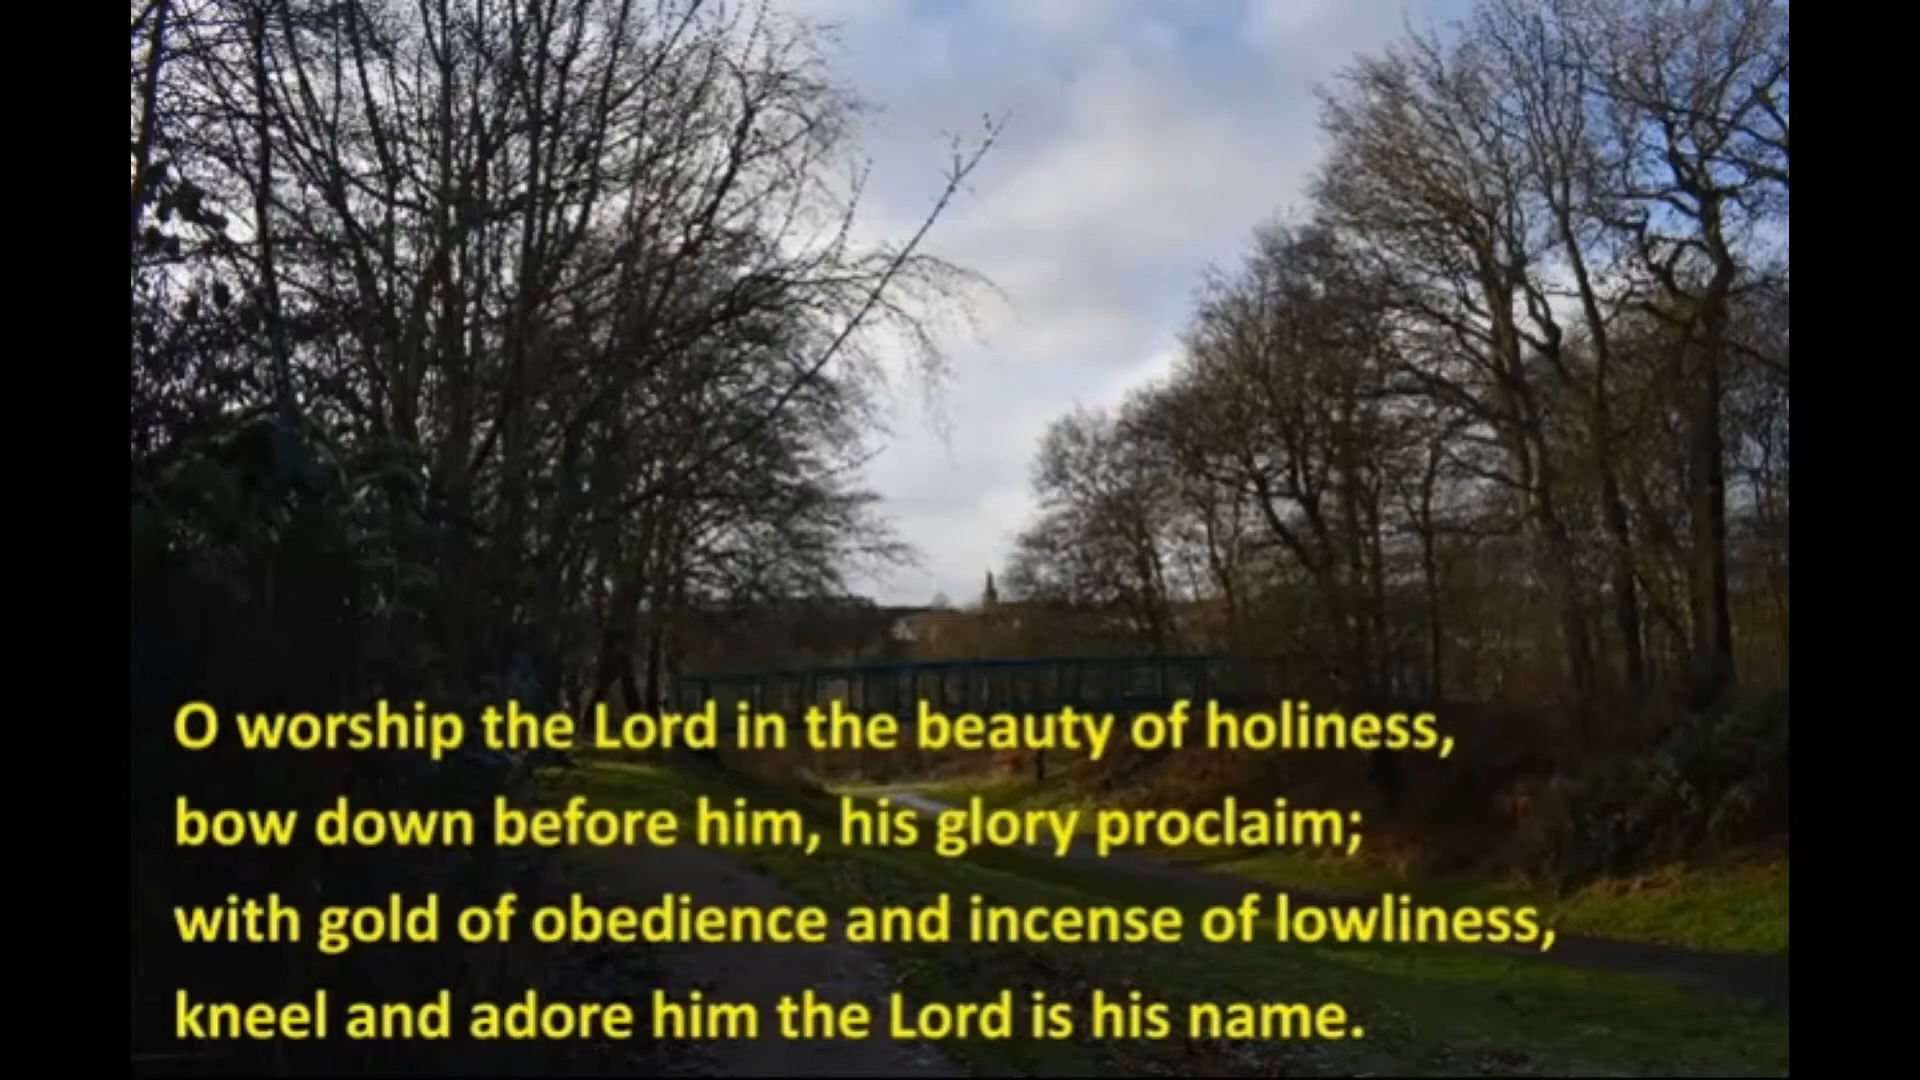 O worship the Lord in the beauty of holiness,
bow down before him, his glory proclaim;
with gold of obedience and incense of lowliness,
kneel and adore him the Lord is his name.